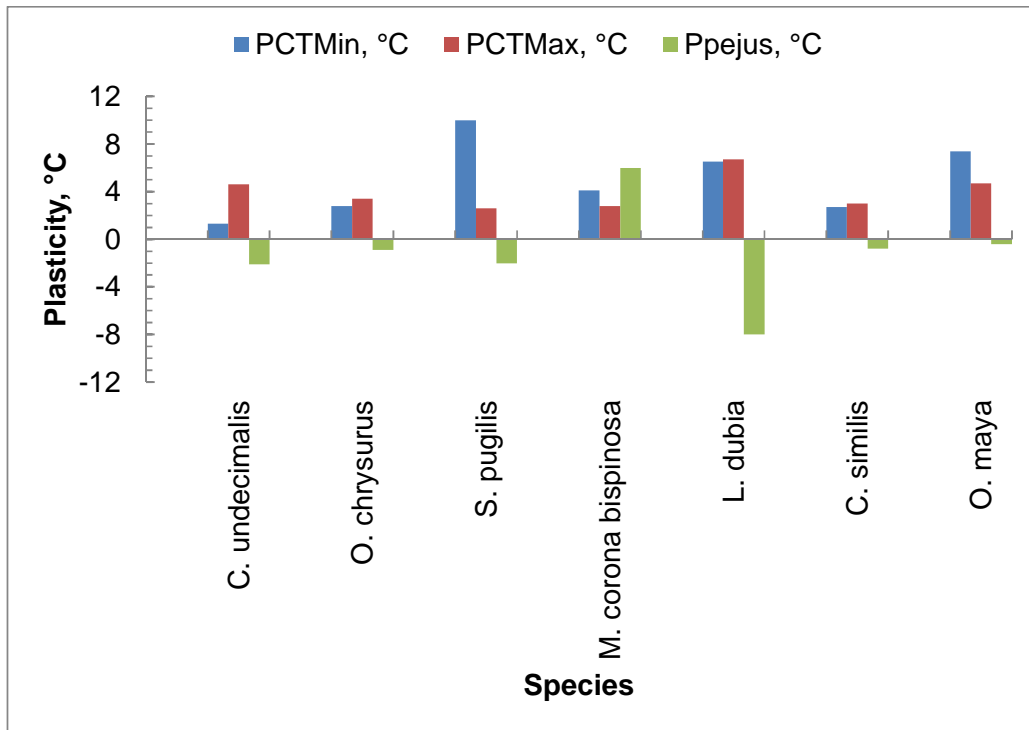 PCTMin, °C PCTMax, °C Ppejus, °C
Plasticity, °C
12
8
4
0
-4
-8
-12
C. undecimalis
O. chrysurus
S. pugilis
M. corona bispinosa
L. dubia
C. similis
O. maya
Species